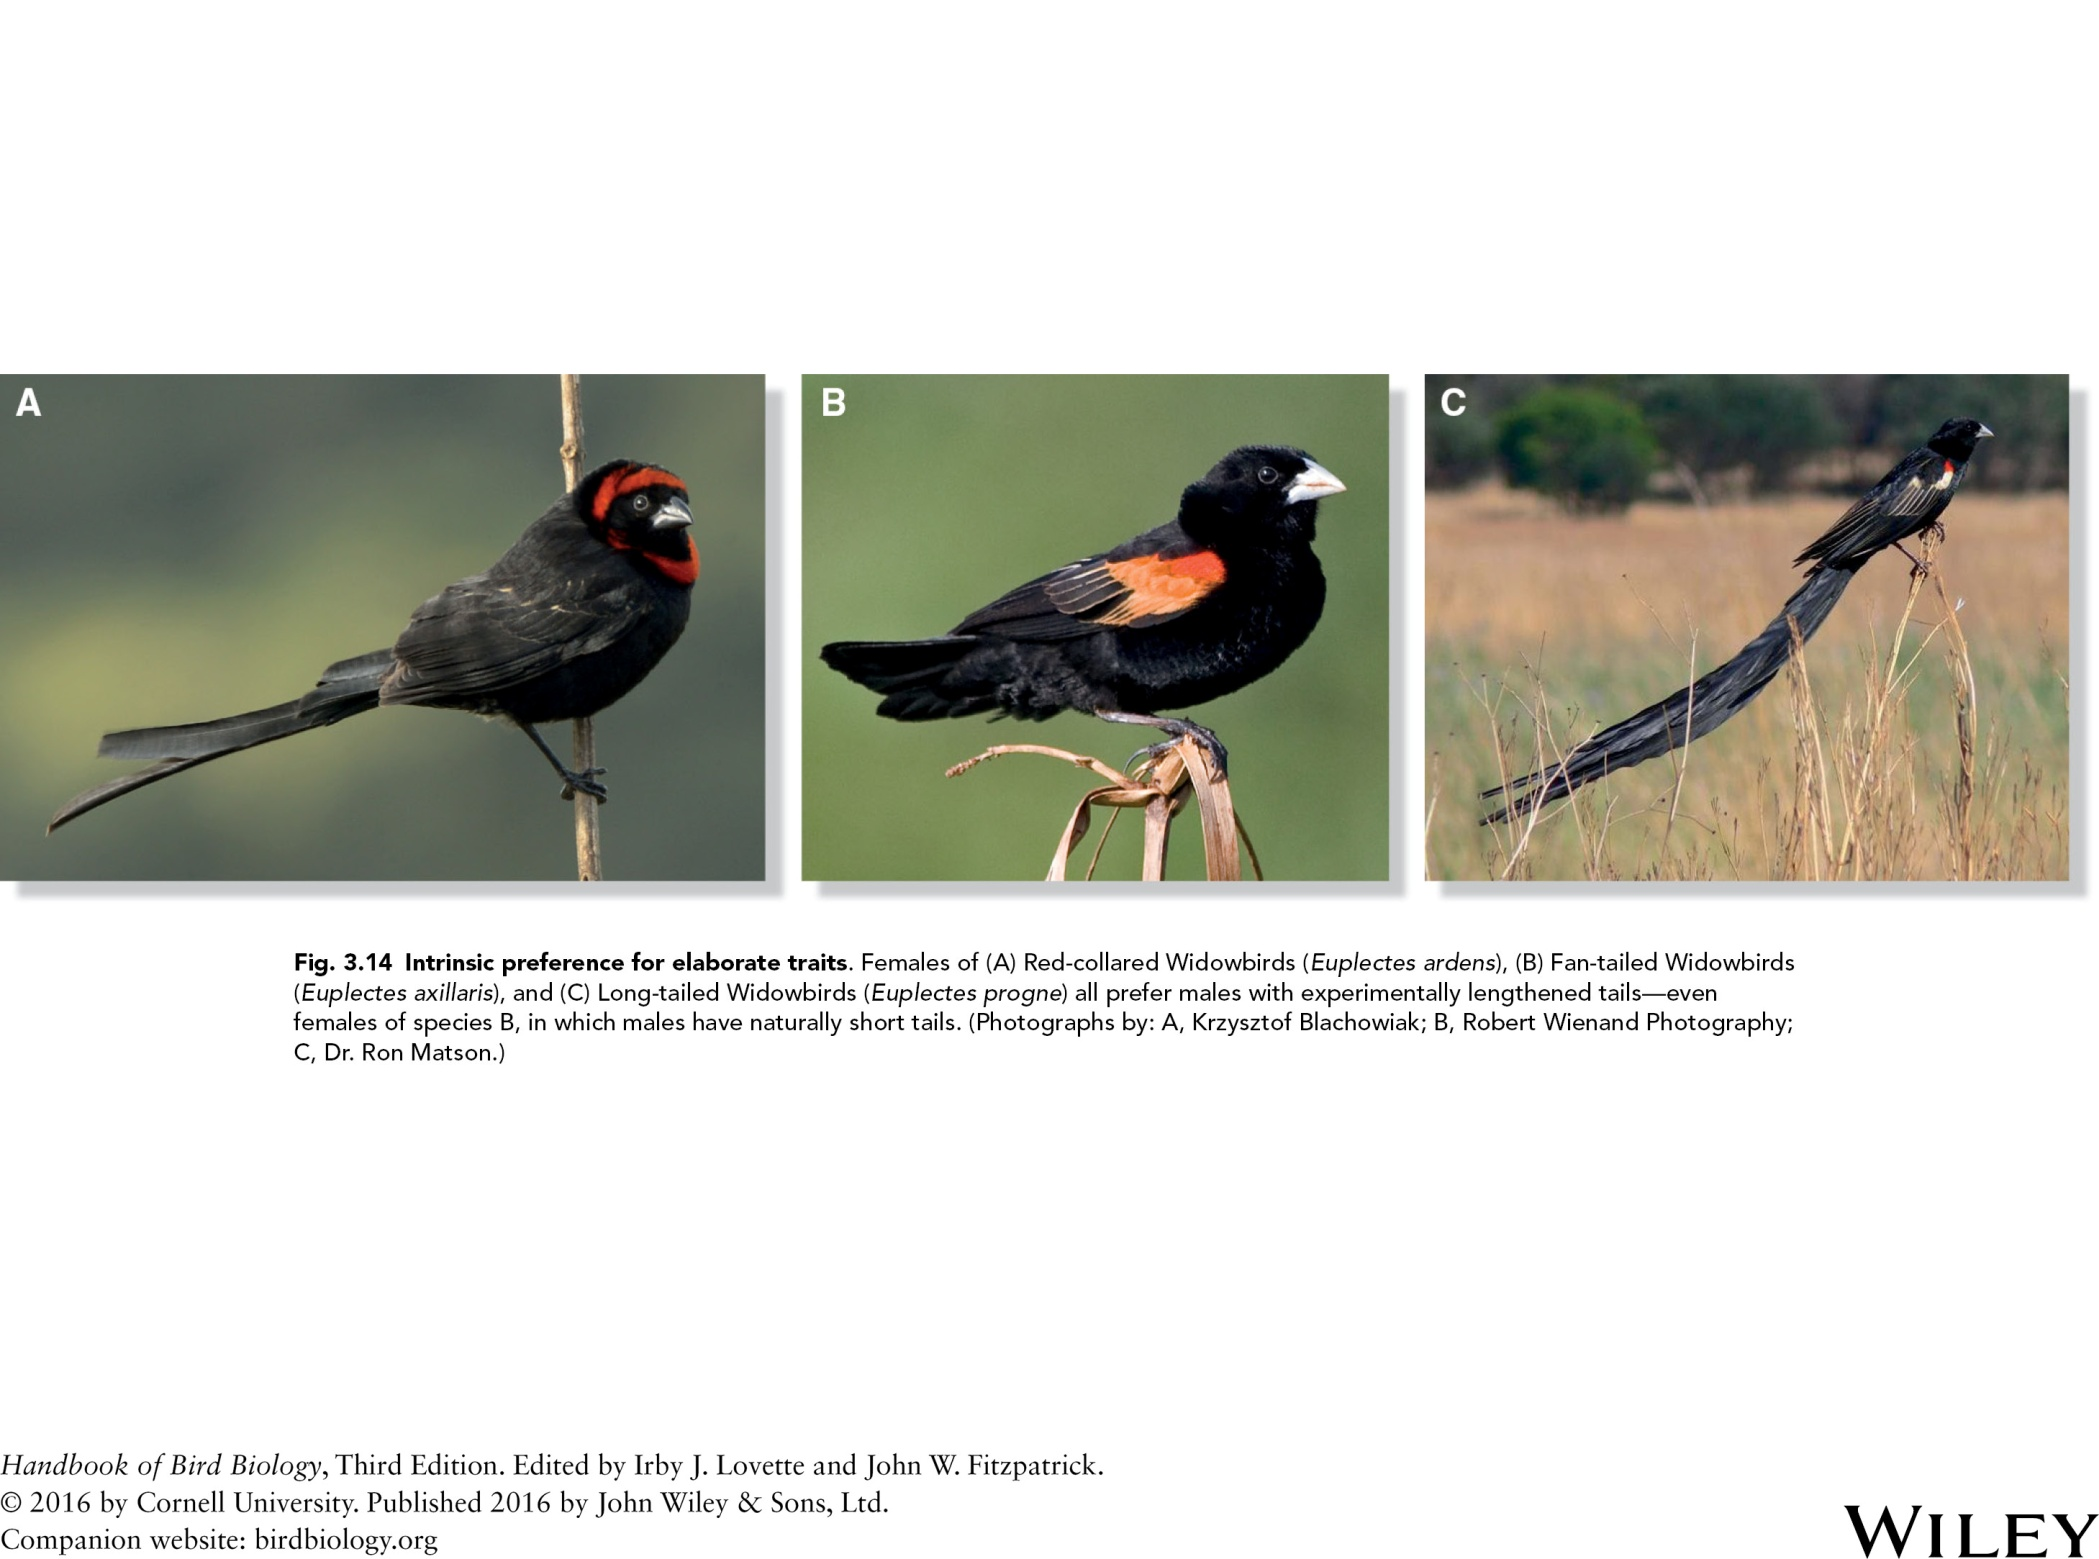 A
B
C
Fig. 3.14 Intrinsic preference for elaborate traits. Females of (A) Red-collared Widowbirds (Euplectes ardens), (B) Fan-tailed Widowbirds
(Euplectes axillaris), and (C) Long-tailed Widowbirds (Euplectes progne) all prefer males with experimentally lengthened tails—even
females of species B, in which males have naturally short tails. (Photographs by: A, Krzysztof Blachowiak; B, Robert Wienand Photography;
C, Dr. Ron Matson.)
Handbook of Bird Biology, Third Edition. Edited by Irby J. Lovette and John W. Fitzpatrick.
© 2016 by Cornell University. Published 2016 by John Wiley & Sons, Ltd.
Companion website: birdbiology.org
WILEY